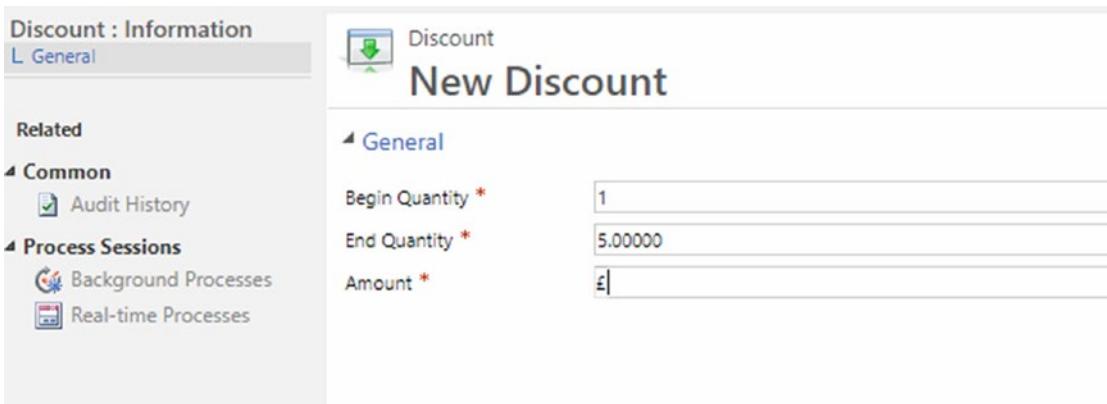 Discount : Information
L General
Related
Common
Audit History
Process Sessions
Background Processes
Real-time Processes
Discount
New Discount
General
Begin Quantity *
1
End Quantity *
5.00000
Amount *
£